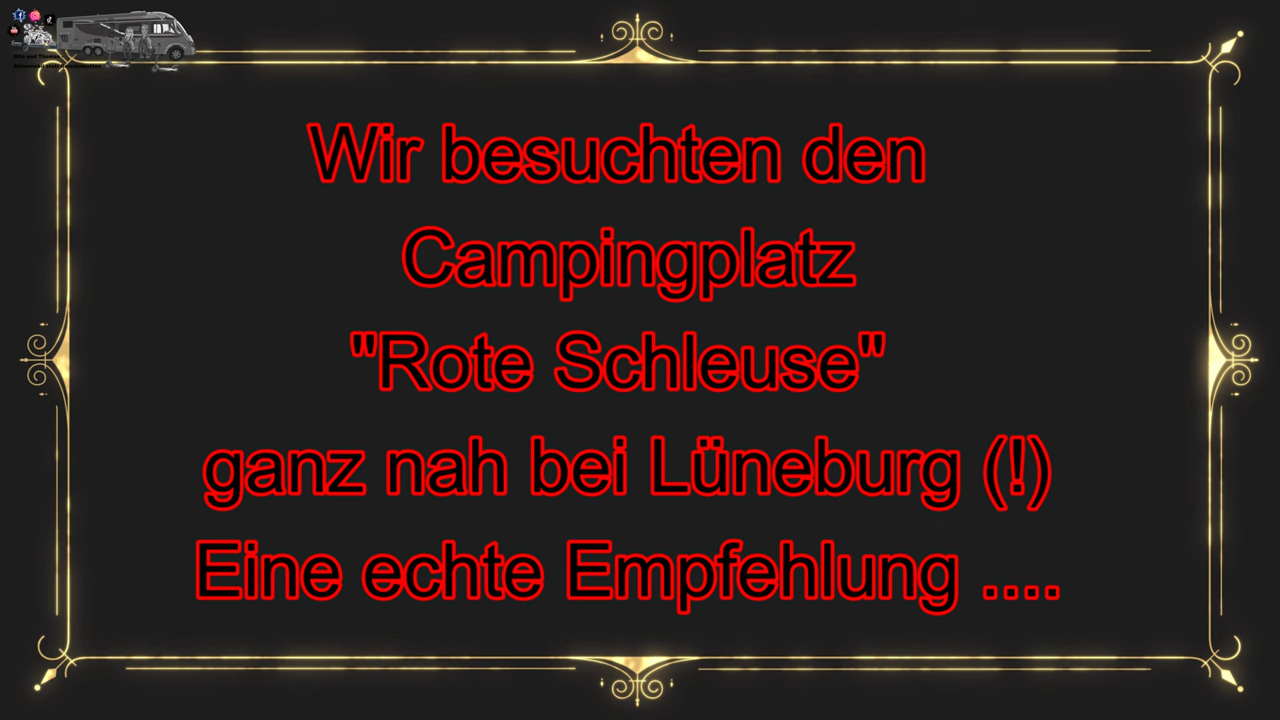 Wir besuchten den
Campingplatz
"Rote Schleuse"
ganz nah bei Lüneburg (!)
Eine echte Empfehlung ....